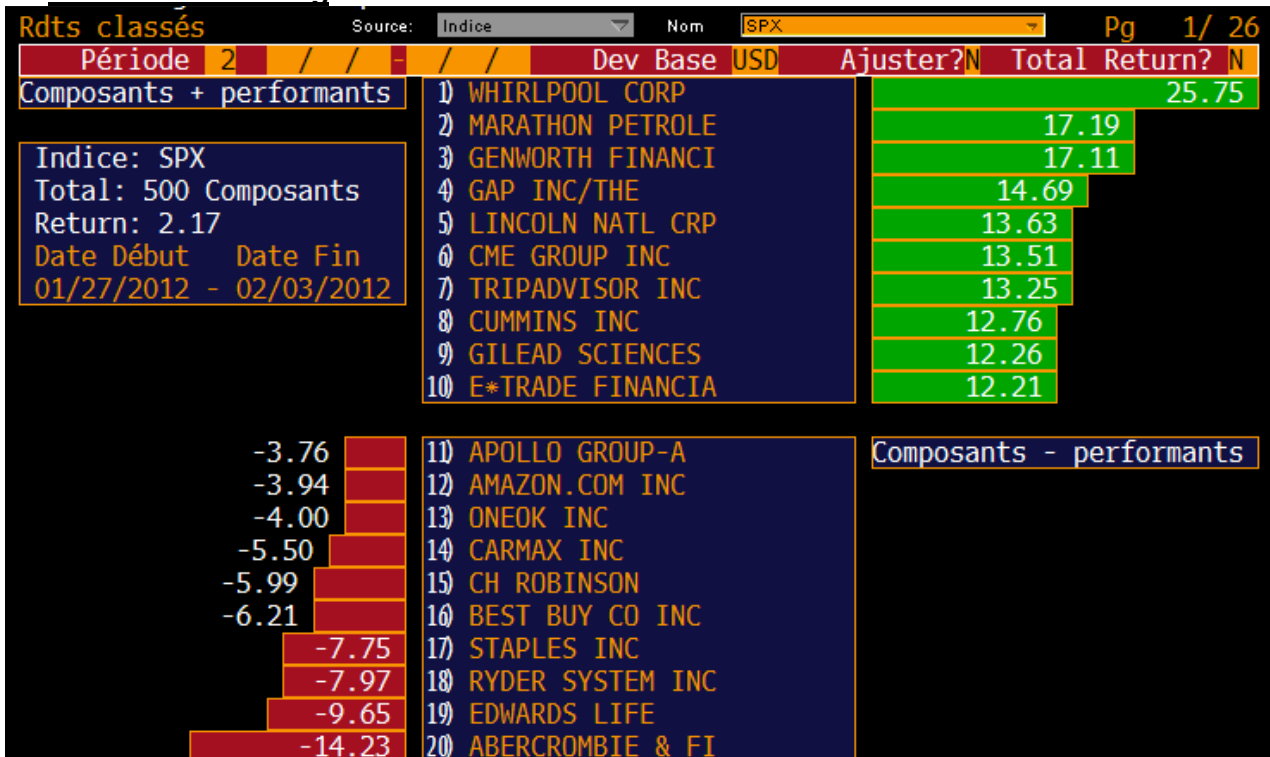 Rdts classés Source: Indice Nom SPX Pg 1/ 26
Période 2 / / - / / Dev Base USD Ajuster?N Total Return? N
Composants + performants
Indice: SPX
Total: 500 Composants
Return: 2.17
Date Début Date Fin
01/27/2012 - 02/03/2012
1) WHIRLPOOL CORP 25.75
2) MARATHON PETROLE 17.19
3) GENWORTH FINANCI 17.11
4) GAP INC/THE 14.69
5) LINCOLN NATL CRP 13.63
6) CME GROUP INC 13.51
7) TRIPADVISOR INC 13.25
8) CUMMINS INC 12.76
9) GILEAD SCIENCES 12.26
10) E*TRADE FINANCIA 12.21
Composants - performants
-3.76 11) APOLLO GROUP-A
-3.94 12) AMAZON.COM INC
-4.00 13) ONEOK INC
-5.50 14) CARMAX INC
-5.99 15) CH ROBINSON
-6.21 16) BEST BUY CO INC
-7.75 17) STAPLES INC
-7.97 18) RYDER SYSTEM INC
-9.65 19) EDWARDS LIFE
-14.23 20) ABERCROMBIE & FI